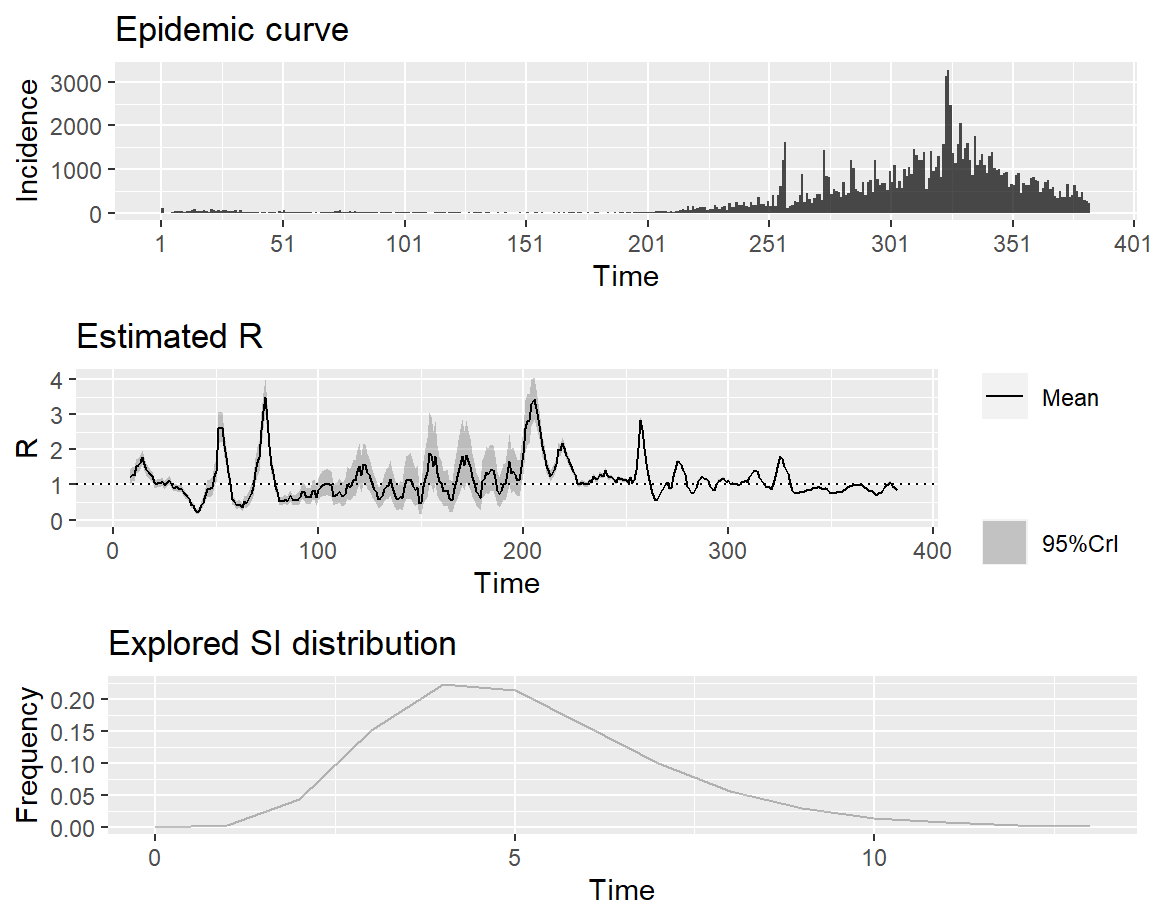 Epidemic curve
3000
2000
1000
0
Incidence
1 51 101 151 201 251 301 351 401
Time
Estimated R
4
3
2
1
0
R
0 100 200 300 400
Time
Mean
95%CrI
Explored SI distribution
0.20
0.15
0.10
0.05
0.00
Frequency
0 5 10
Time